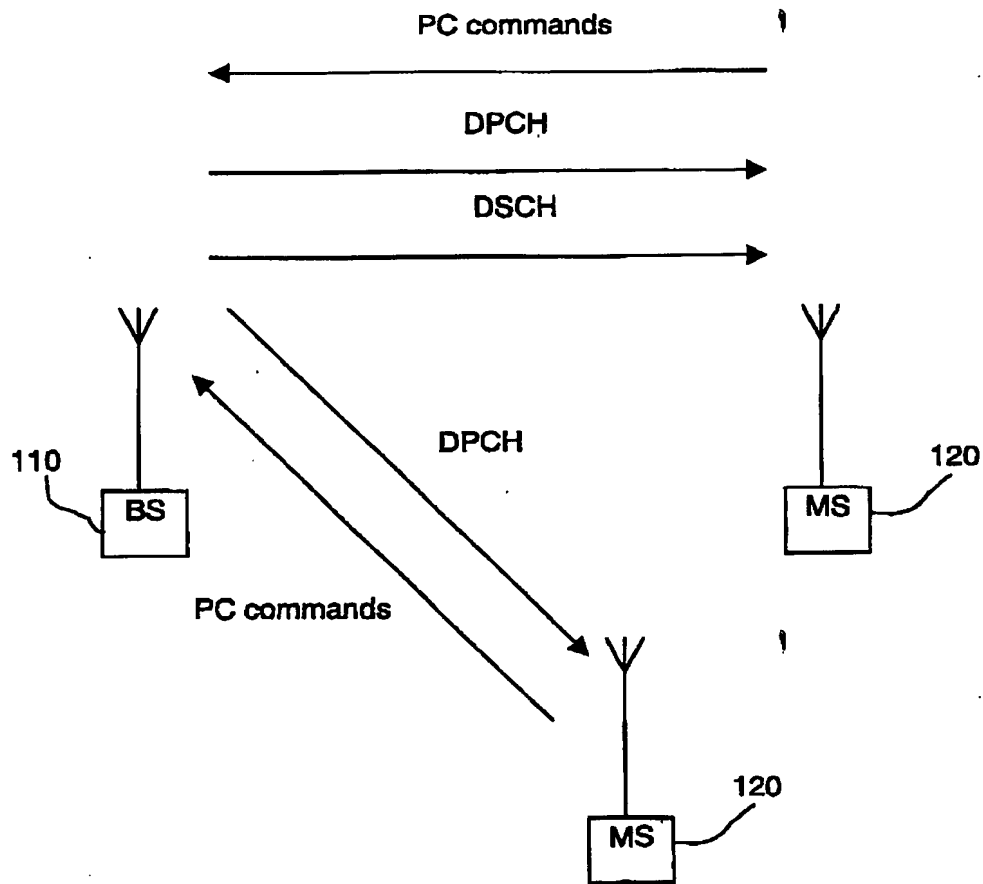 PC commands
DPCH
DSCH
DPCH
110
BS
120
MS
PC commands
120
MS